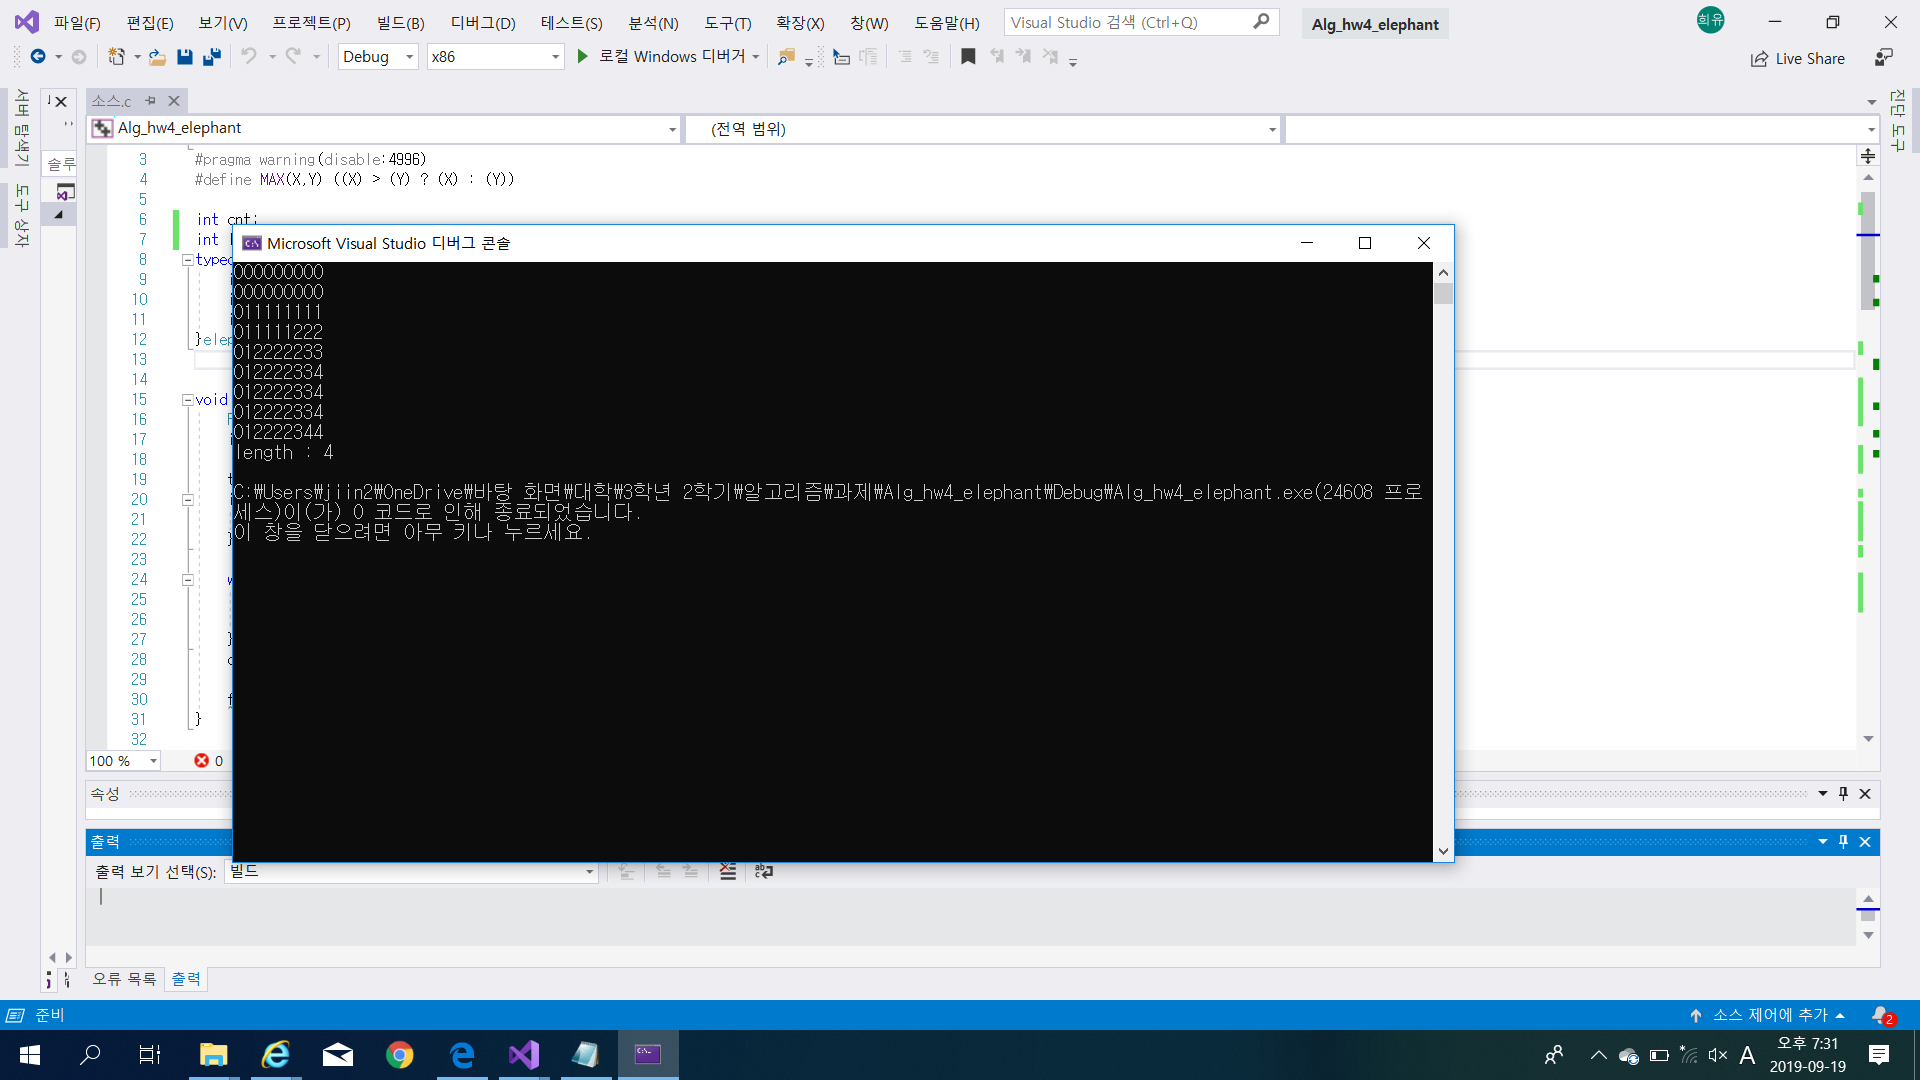 파일(F) 편집(E) 보기(V) 프로젝트(P) 빌드(B) 디버그(D) 테스트(S) 분석(N) 도구(T) 확장(X) 창(W) 도움말(H) Visual Studio 검색 (Ctrl+Q) Alg_hw4_elephant 희유
Debug x86 로컬 Windows 디버거 Live Share
서버 탐색기
도구 상자
솔루
진단 도구
소스.c
Alg_hw4_elephant (전역 범위)
3 #pragma warning(disable:4996)
4 #define MAX(X,Y) ((X) > (Y) ? (X) : (Y))
5
6 int cnt;
7 int
8 typed
9
10
11
12 }elep
13
14
15 void
16
17
18
19 t
20
21
22 }
23
24 w
25
26
27 }
28
29
30 f
31 }
32
Microsoft Visual Studio 디버그 콘솔
000000000
000000000
011111111
011111222
012222233
012222334
012222334
012222334
012222344
length : 4
C:₩Users₩jiin2₩OneDrive₩바탕 화면₩대학₩3학년 2학기₩알고리즘₩과제₩Alg_hw4_elephant₩Debug₩Alg_hw4_elephant.exe(24608 프로
세스)이(가) 0 코드로 인해 종료되었습니다.
이 창을 닫으려면 아무 키나 누르세요.
100 % 0
속성
출력
출력 보기 선택(S): 빌드
오류 목록 출력
준비 소스 제어에 추가 2
A 오후 7:31
2019-09-19